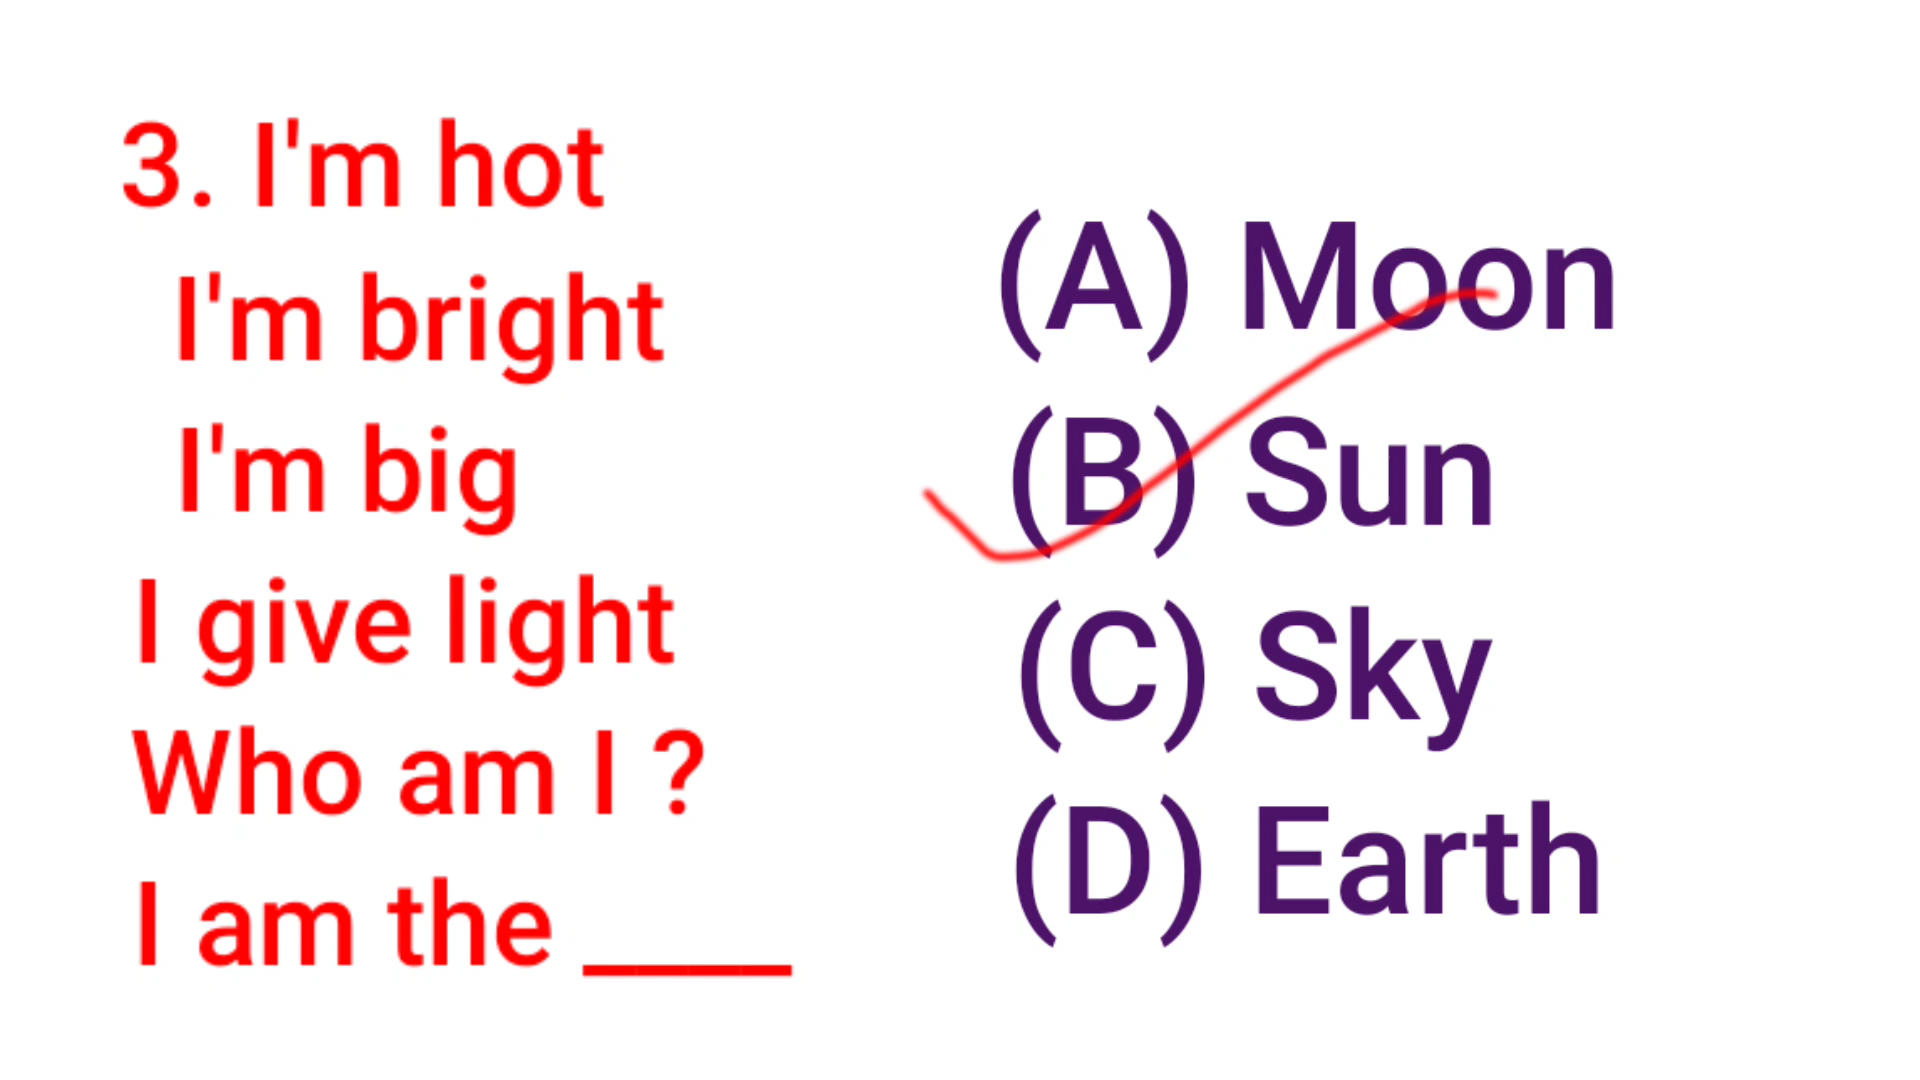 3. I'm hot
I'm bright
I'm big
I give light
Who am I ?
I am the ____
(A) Moon
(B) Sun
(C) Sky
(D) Earth